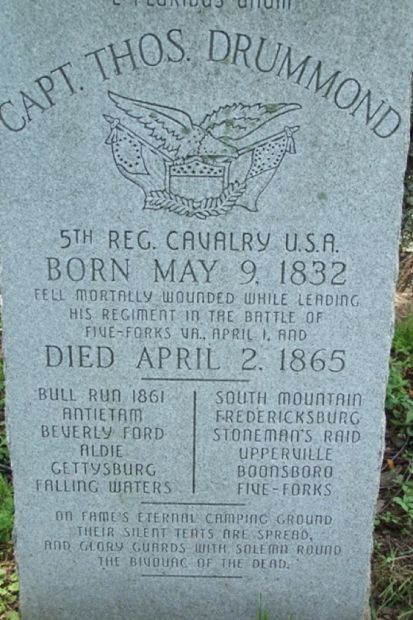 E PLURIBUS UNUM
CAPT. THOS. DRUMMOND
5TH REG. CAVALRY U.S.A.
BORN MAY 9, 1832
FELL MORTALLY WOUNDED WHILE LEADING
HIS REGIMENT IN THE BATTLE OF
FIVE-FORKS VA., APRIL 1, AND
DIED APRIL 2, 1865
BULL RUN 1861
ANTIETAM
BEVERLY FORD
ALDIE
GETTYSBURG
FALLING WATERS
SOUTH MOUNTAIN
FREDERICKSBURG
STONEMAN'S RAID
UPPERVILLE
BOONSBORO
FIVE-FORKS
ON FAME'S ETERNAL CAMPING GROUND
THEIR SILENT TENTS ARE SPREAD,
AND GLORY GUARDS WITH SOLEMN ROUND
THE BIVOUAC OF THE DEAD.